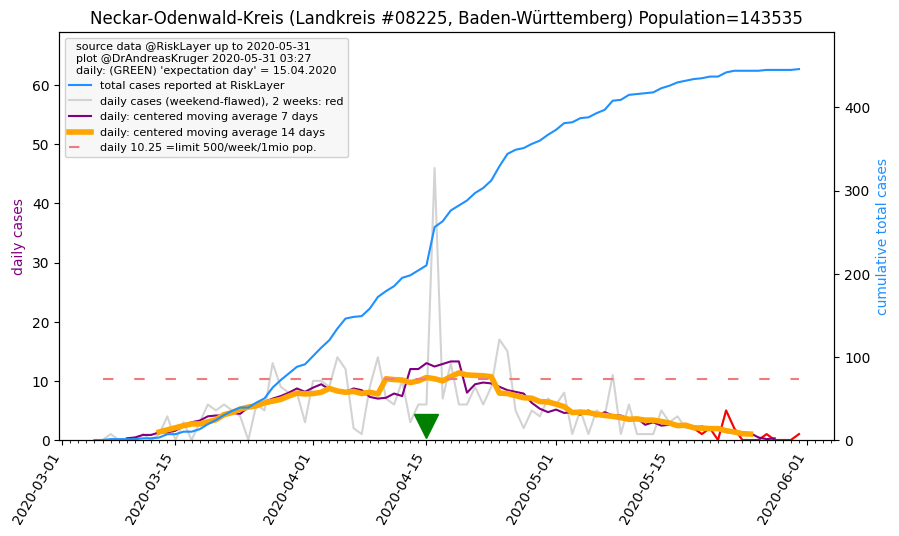 Neckar-Odenwald-Kreis (Landkreis #08225, Baden-Württemberg) Population=143535
source data @RiskLayer up to 2020-05-31
plot @DrAndreasKruger 2020-05-31 03:27
daily: (GREEN) 'expectation day' = 15.04.2020
total cases reported at RiskLayer
daily cases (weekend-flawed), 2 weeks: red
daily: centered moving average 7 days
daily: centered moving average 14 days
daily 10.25 =limit 500/week/1mio pop.
daily cases
60
50
40
30
20
10
0
cumulative total cases
400
300
200
100
0
2020-03-01
2020-03-15
2020-04-01
2020-04-15
2020-05-01
2020-05-15
2020-06-01